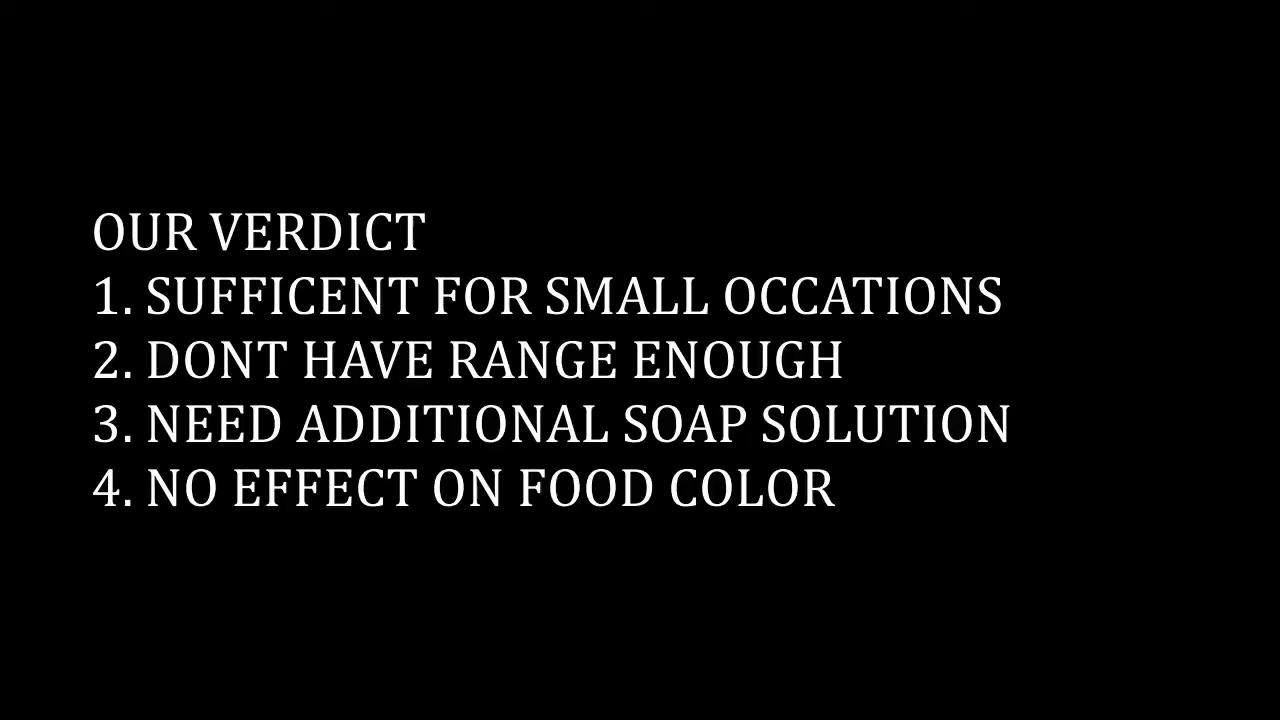 OUR VERDICT
1. SUFFICENT FOR SMALL OCCATIONS
2. DONT HAVE RANGE ENOUGH
3. NEED ADDITIONAL SOAP SOLUTION
4. NO EFFECT ON FOOD COLOR